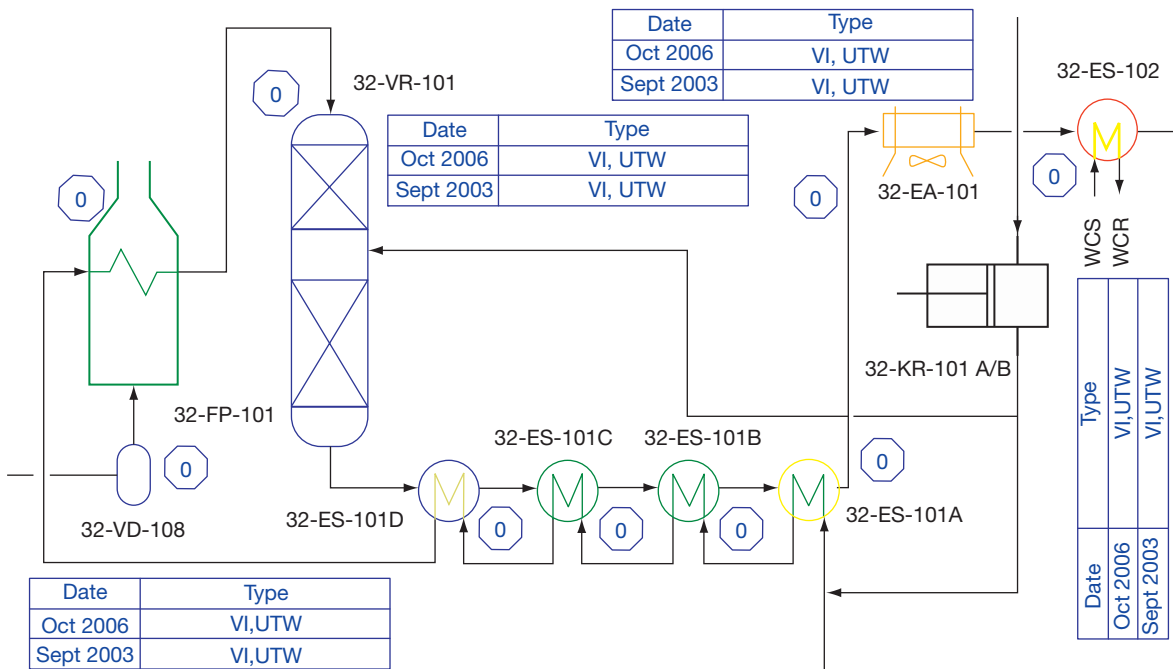 Date Type
Oct 2006 VI, UTW
Sept 2003 VI, UTW
32-ES-102
32-VR-101
0
Date Type
Oct 2006 VI, UTW
Sept 2003 VI, UTW
0
0
0
32-EA-101
WCS
WCR
32-KR-101 A/B
32-FP-101
32-ES-101C
32-ES-101B
0
0
32-VD-108
32-ES-101D
0
0
0
32-ES-101A
Date Type
Oct 2006 VI,UTW
Sept 2003 VI,UTW
Date Type
Oct 2006 VI,UTW
Sept 2003 VI,UTW